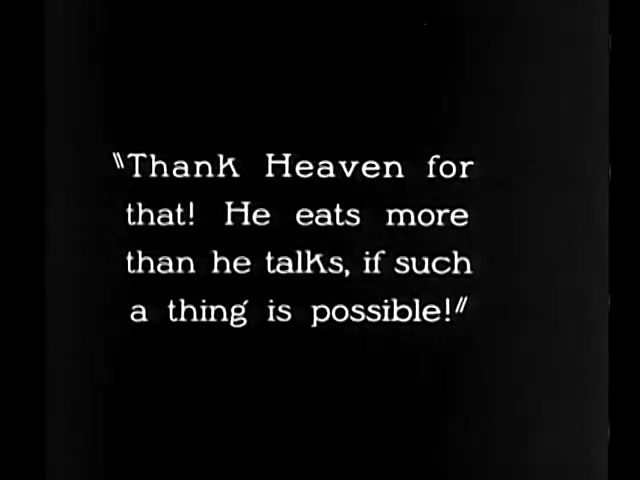 "Thank Heaven for
that! He eats more
than he talks, if such
a thing is possible!"